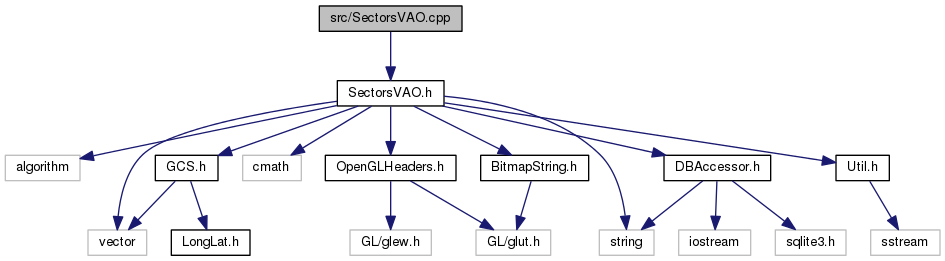 src/SectorsVAO.cpp
SectorsVAO.h
algorithm
GCS.h
cmath
OpenGLHeaders.h
BitmapString.h
DBAccessor.h
Util.h
vector
LongLat.h
GL/glew.h
GL/glut.h
string
iostream
sqlite3.h
sstream